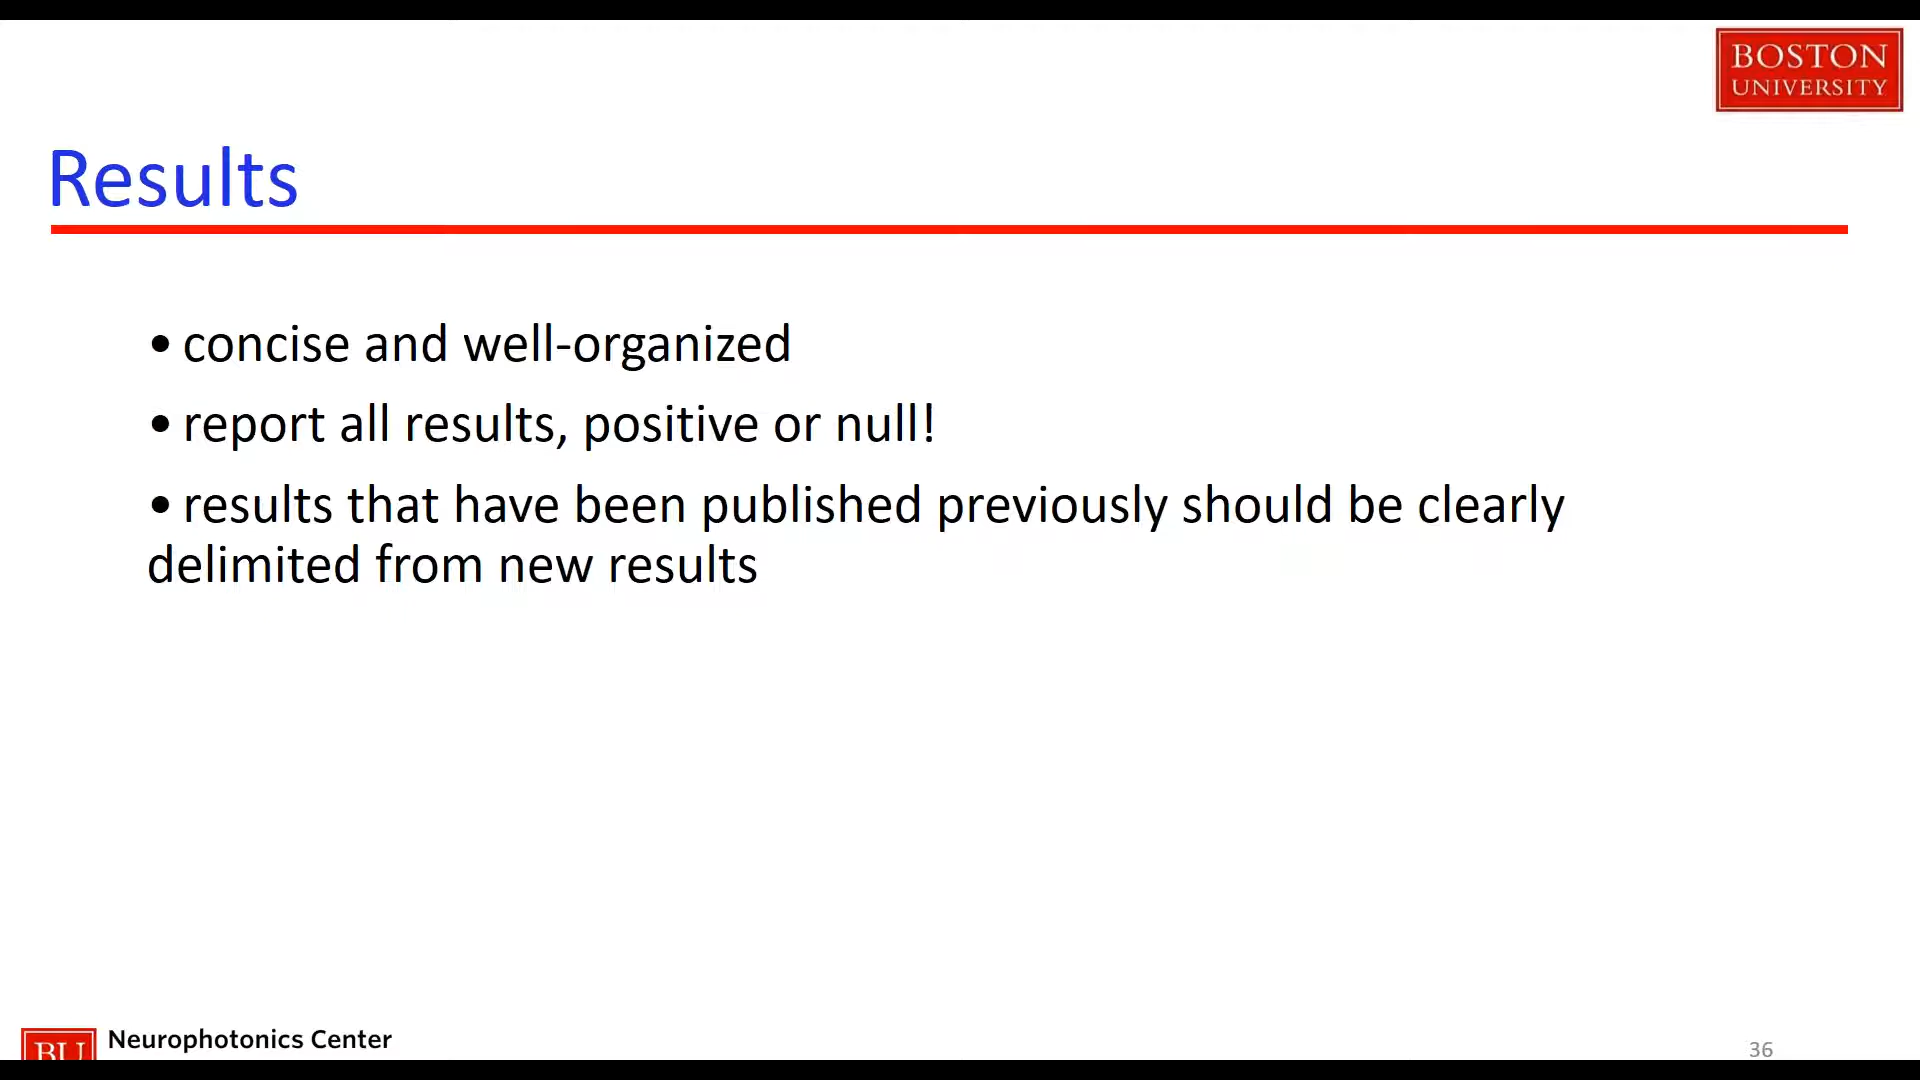 BOSTON
UNIVERSITY
Results
• concise and well-organized
• report all results, positive or null!
• results that have been published previously should be clearly
delimited from new results
BU
Neurophotonics Center
36